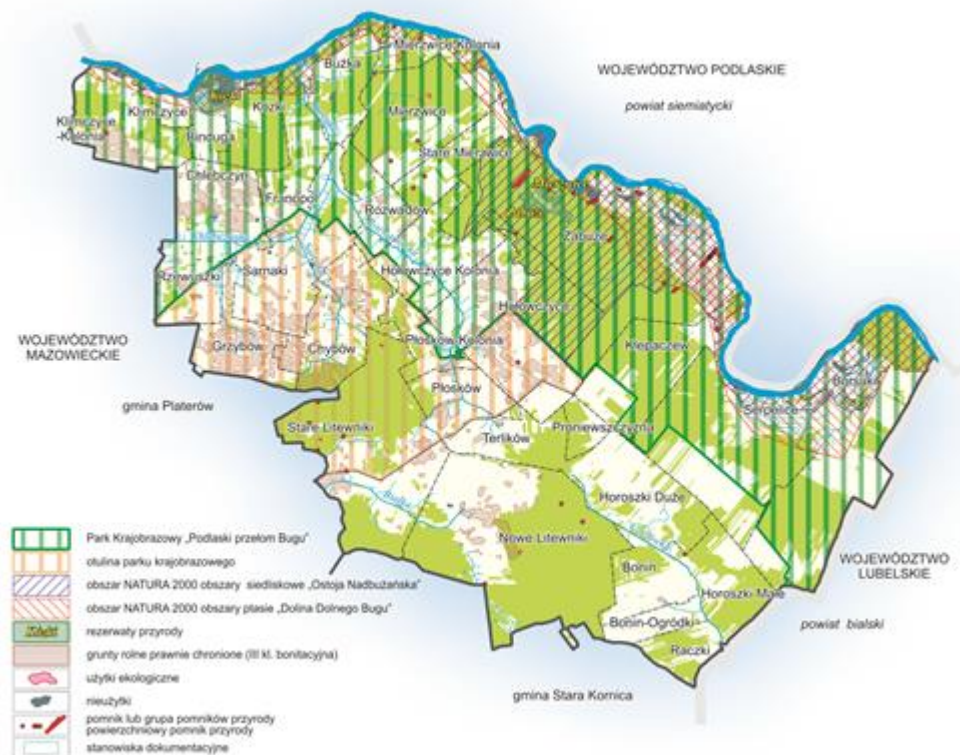 Mierzwice Kolonia
Bużka
WOJEWÓDZTWO PODLASKIE
powiat siemiatycki
Klimczyce
Kózki
Mierzwice
Klimczyce
-Kolonia
Binduga
Stare Mierzwice
Chlebczyn
Franopol
Rozwadów
Zabuże
Rzewuszki
Sarnaki
Hołowczyce Kolonia
Hołowczyce
WOJEWÓDZTWO
MAZOWIECKIE
Grzybów
Chybów
Płosków Kolonia
Klepaczew
Płosków
Borsuki
Serpelice
gmina Platerów
Stare Litewniki
Terlików
Proniewszczyzna
Horoszki Duże
Nowe Litewniki
WOJEWÓDZTWO
LUBELSKIE
Bonin
Horoszki Małe
Bonin-Ogródki
powiat bialski
Raczki
gmina Stara Kornica
Park Krajobrazowy „Podlaski przełom Bugu"
otulina parku krajobrazowego
obszar NATURA 2000 obszary siedliskowe „Ostoja Nadbużańska"
obszar NATURA 2000 obszary ptasie „Dolina Dolnego Bugu"
rezerwaty przyrody
grunty rolne prawnie chronione (III kl. bonitacyjna)
użytki ekologiczne
nieużytki
pomnik lub grupa pomników przyrody
powierzchniowy pomnik przyrody
stanowiska dokumentacyjne